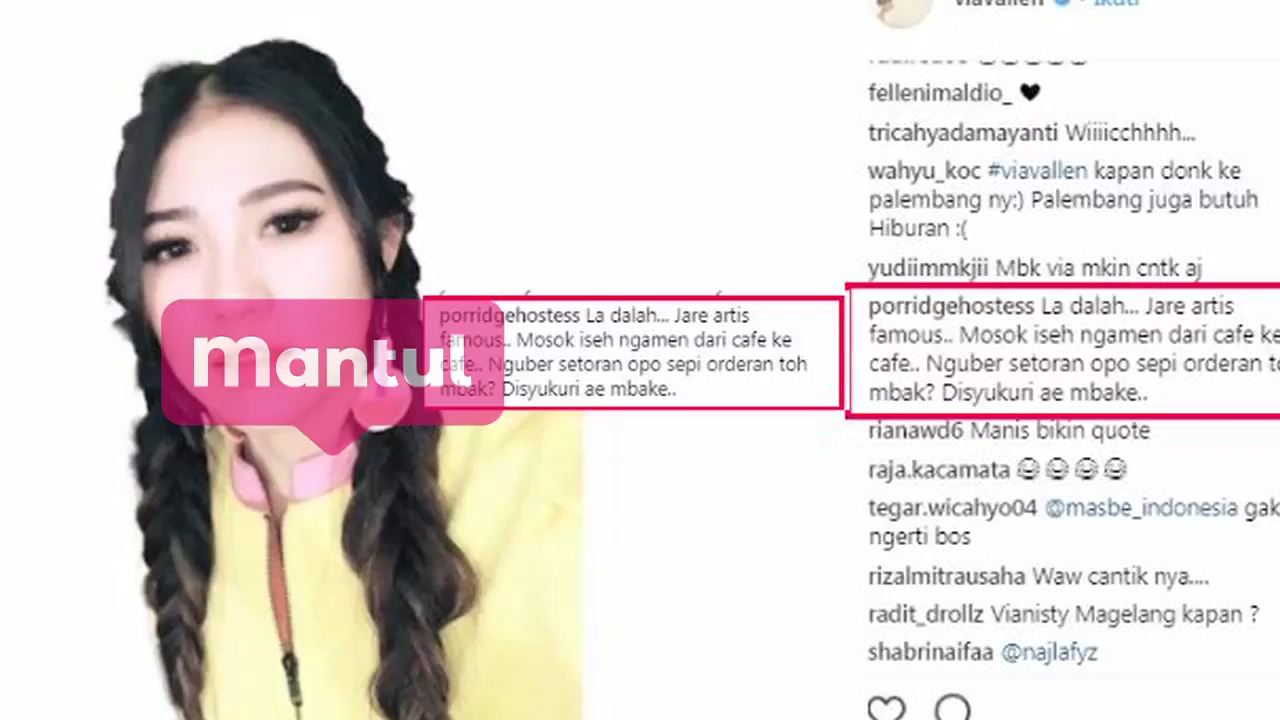 viavallen • Ikuti
fellenimaldio_ 🖤
tricahyadamayanti Wiiiicchhhh...
wahyu_koc #viavallen kapan donk ke
palembang ny:) Palembang juga butuh
Hiburan :(
yudiimmkjii Mbk via mkin cntk aj
porridgehostess La dalah... Jare artis
famous.. Mosok iseh ngamen dari cafe ke
cafe.. Nguber setoran opo sepi orderan toh
mbak? Disyukuri ae mbake..
Mantul
porridgehostess La dalah... Jare artis
famous.. Mosok iseh ngamen dari cafe ke
cafe.. Nguber setoran opo sepi orderan
mbak? Disyukuri ae mbake..
rianawd6 Manis bikin quote
raja.kacamata 😂😂😂😂
tegar.wicahyo04 @masbe_indonesia gak
ngerti bos
rizalmitrausaha Waw cantik nya....
radit_drollz Vianisty Magelang kapan ?
shabrinaifaa @najlafyz